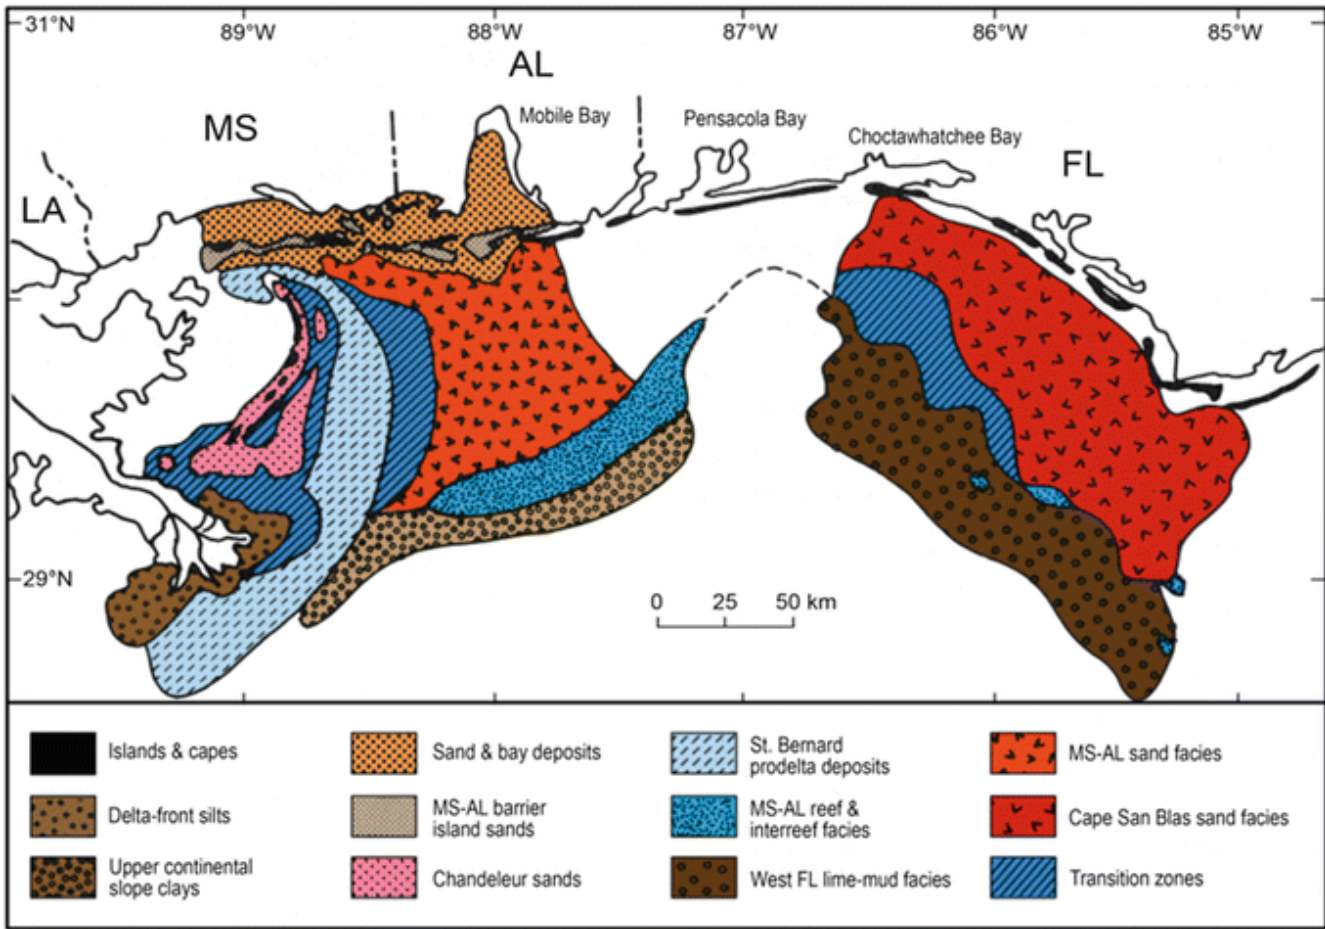 31°N
89°W
88°W
87°W
86°W
85°W
AL
MS
Mobile Bay
Pensacola Bay
Choctawhatchee Bay
FL
LA
29°N
0 25 50 km
Islands & capes
Sand & bay deposits
St. Bernard
prodelta deposits
MS-AL sand facies
Delta-front silts
MS-AL barrier
island sands
MS-AL reef &
interreef facies
Cape San Blas sand facies
Upper continental
slope clays
Chandeleur sands
West FL lime-mud facies
Transition zones